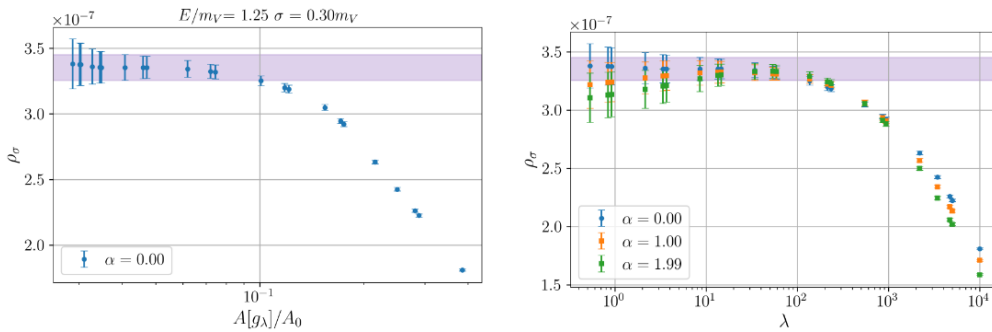 ×10⁻⁷
E/m_V = 1.25 σ = 0.30m_V
3.5
3.0
2.5
2.0
ρ_σ
α = 0.00
10⁻¹
A[g_λ]/A₀
×10⁻⁷
3.5
3.0
2.5
2.0
1.5
ρ_σ
α = 0.00
α = 1.00
α = 1.99
10⁰ 10¹ 10² 10³ 10⁴
λ